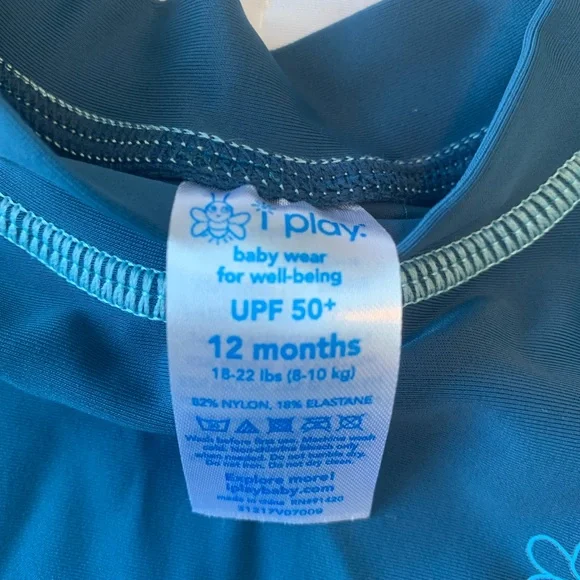 i play.
baby wear
for well-being
UPF 50+
12 months
18-22 lbs (8-10 kg)
82% NYLON, 18% ELASTANE
Wash before first use. Machine wash
cold. Non-chlorine bleach only
when needed. Do not tumble dry.
Do not iron. Do not dry clean.
Explore more!
iplaybaby.com
made in china RN#91420
31217V07009